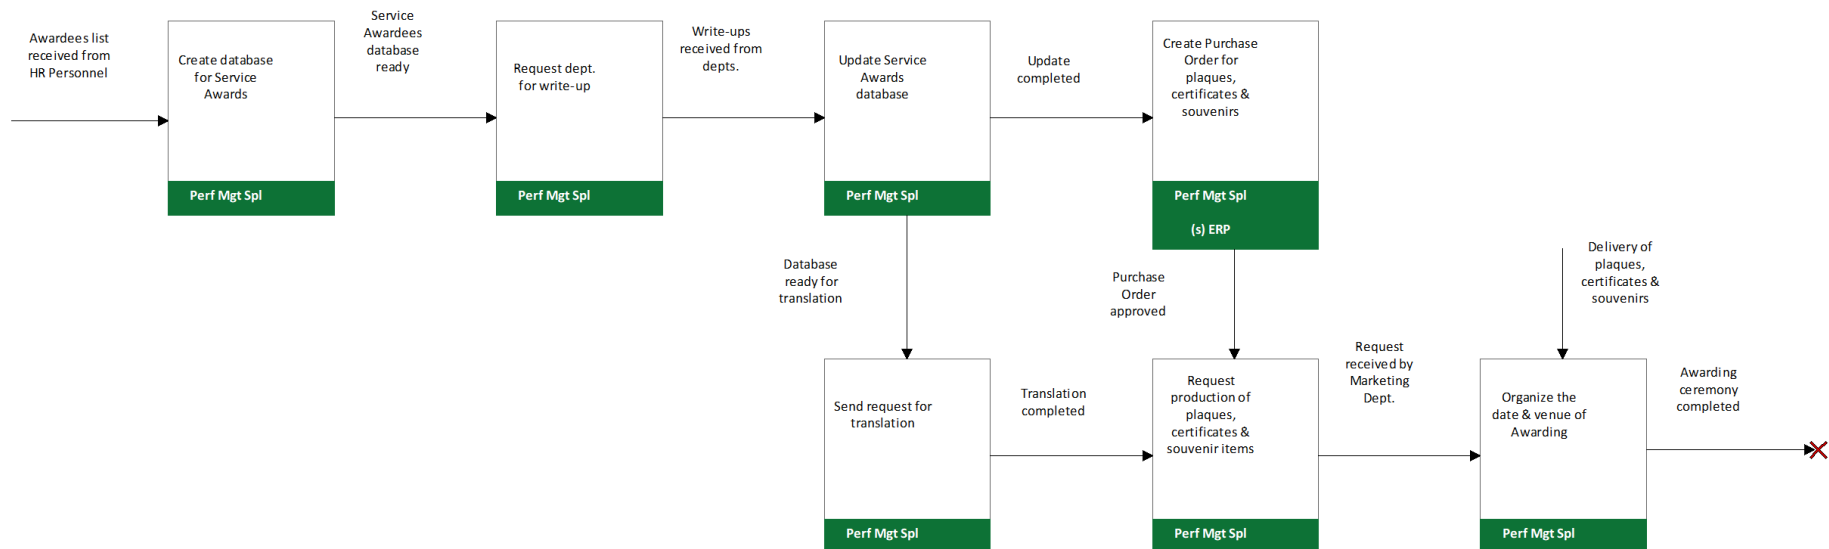 Awardees list
received from
HR Personnel
Create database
for Service
Awards
Perf Mgt Spl
Service
Awardees
database
ready
Request dept.
for write-up
Perf Mgt Spl
Write-ups
received from
depts.
Update Service
Awards
database
Perf Mgt Spl
Update
completed
Create Purchase
Order for
plaques,
certificates &
souvenirs
Perf Mgt Spl
(s) ERP
Database
ready for
translation
Purchase
Order
approved
Delivery of
plaques,
certificates &
souvenirs
Send request for
translation
Perf Mgt Spl
Translation
completed
Request
production of
plaques,
certificates &
souvenir items
Perf Mgt Spl
Request
received by
Marketing
Dept.
Organize the
date & venue of
Awarding
Perf Mgt Spl
Awarding
ceremony
completed